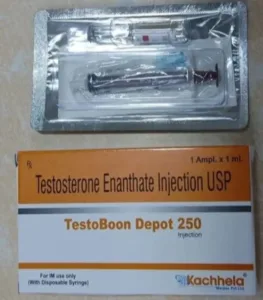 Rx
1 Ampl. x 1 ml.
Testosterone Enanthate Injection USP
TestoBoon Depot 250
Injection
For IM use only
(With Disposable Syringe)
Kachhela